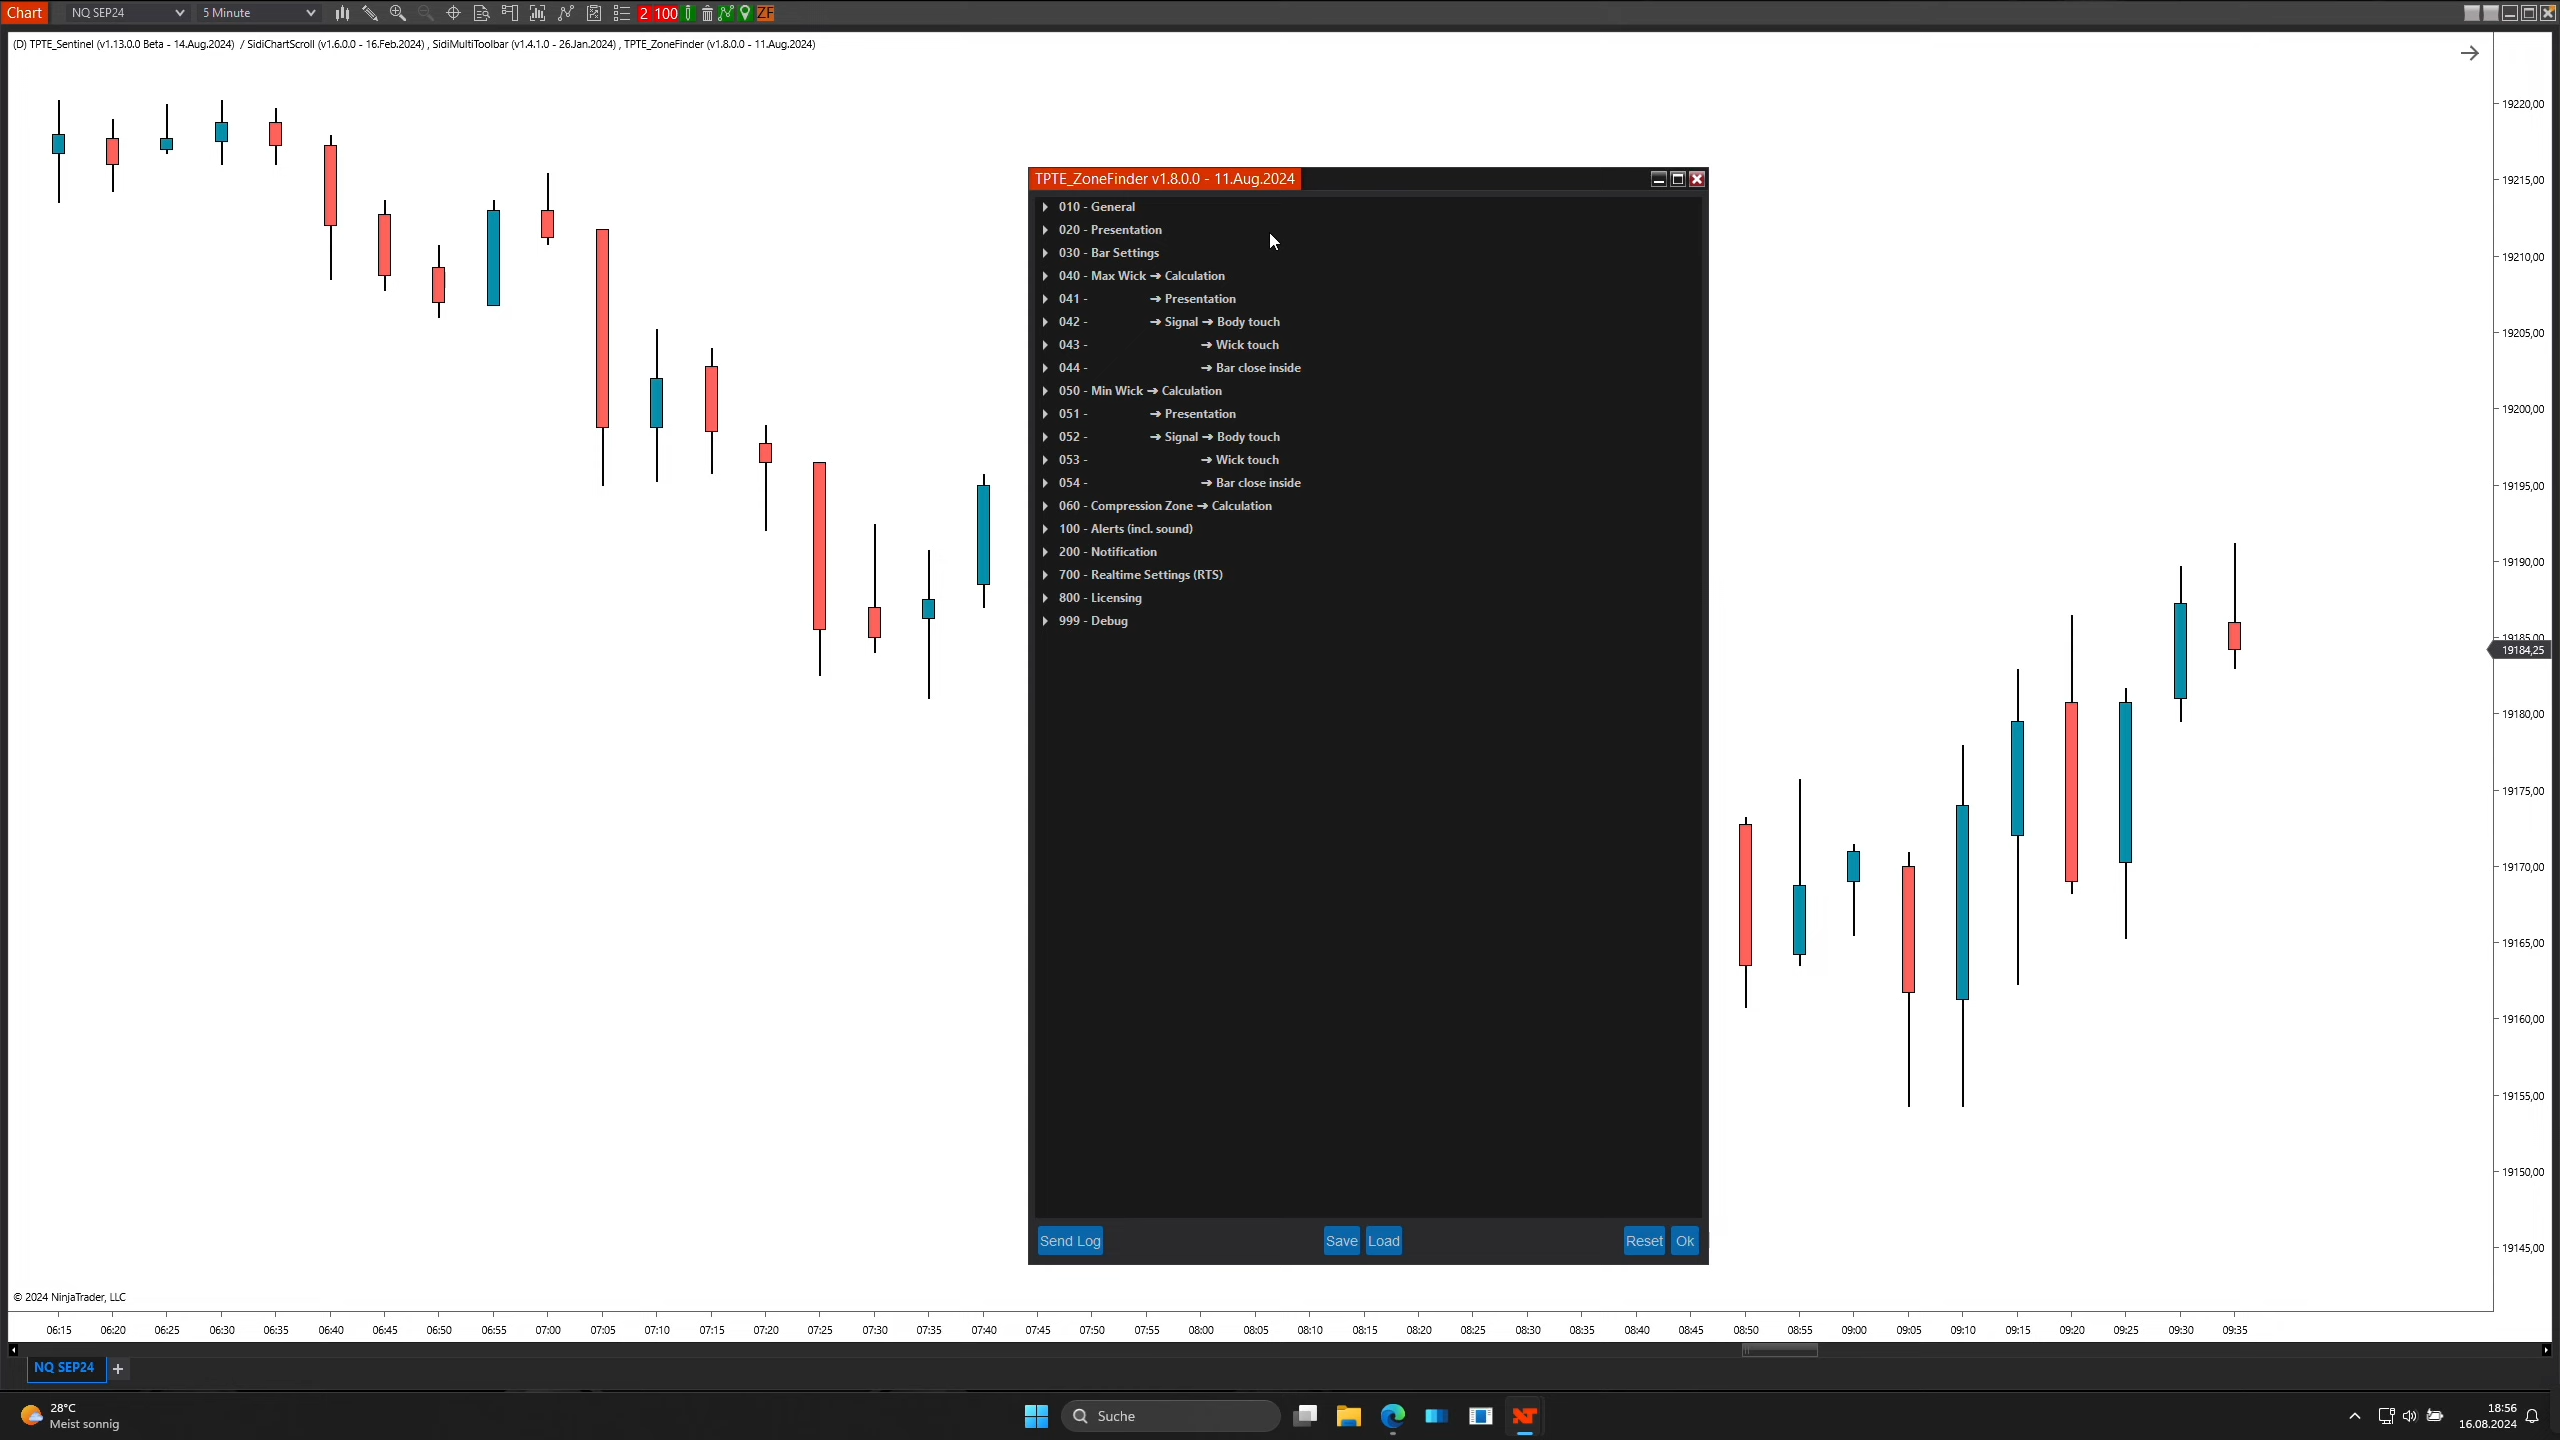 Chart NQ SEP24 5 Minute 2 100 ZF
(D) TPTE_Sentinel (v1.13.0.0 Beta - 14.Aug.2024) / SidiChartScroll (v1.6.0.0 - 16.Feb.2024) , SidiMultiToolbar (v1.4.1.0 - 26.Jan.2024) , TPTE_ZoneFinder (v1.8.0.0 - 11.Aug.2024)
TPTE_ZoneFinder v1.8.0.0 - 11.Aug.2024
010 - General
020 - Presentation
030 - Bar Settings
040 - Max Wick ➔ Calculation
041 - ➔ Presentation
042 - ➔ Signal ➔ Body touch
043 - ➔ Wick touch
044 - ➔ Bar close inside
050 - Min Wick ➔ Calculation
051 - ➔ Presentation
052 - ➔ Signal ➔ Body touch
053 - ➔ Wick touch
054 - ➔ Bar close inside
060 - Compression Zone ➔ Calculation
100 - Alerts (incl. sound)
200 - Notification
700 - Realtime Settings (RTS)
800 - Licensing
999 - Debug
Send Log Save Load Reset Ok
19220,00
19215,00
19210,00
19205,00
19200,00
19195,00
19190,00
19185,00
19184,25
19180,00
19175,00
19170,00
19165,00
19160,00
19155,00
19150,00
19145,00
© 2024 NinjaTrader, LLC
06:15 06:20 06:25 06:30 06:35 06:40 06:45 06:50 06:55 07:00 07:05 07:10 07:15 07:20 07:25 07:30 07:35 07:40 07:45 07:50 07:55 08:00 08:05 08:10 08:15 08:20 08:25 08:30 08:35 08:40 08:45 08:50 08:55 09:00 09:05 09:10 09:15 09:20 09:25 09:30 09:35
NQ SEP24 +
28°C
Meist sonnig
Suche
18:56
16.08.2024